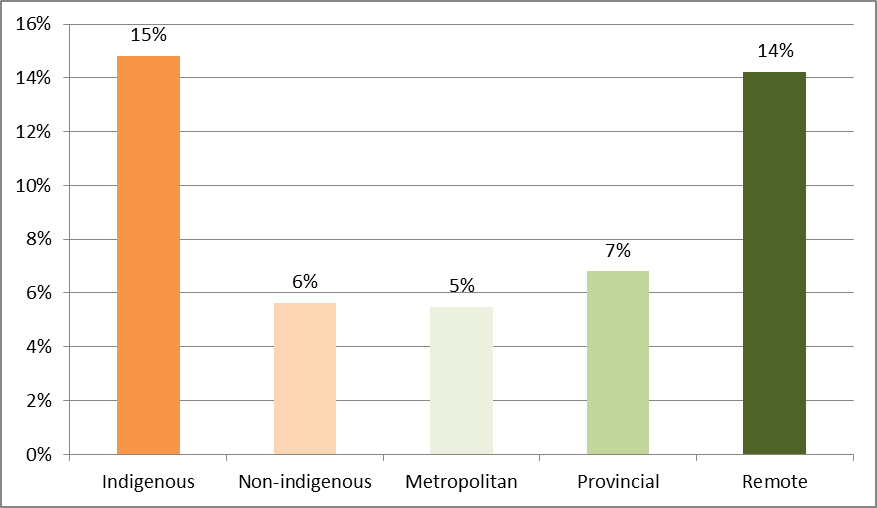 16%
14%
12%
10%
8%
6%
4%
2%
0%
15%
6%
5%
7%
14%
Indigenous
Non-indigenous
Metropolitan
Provincial
Remote